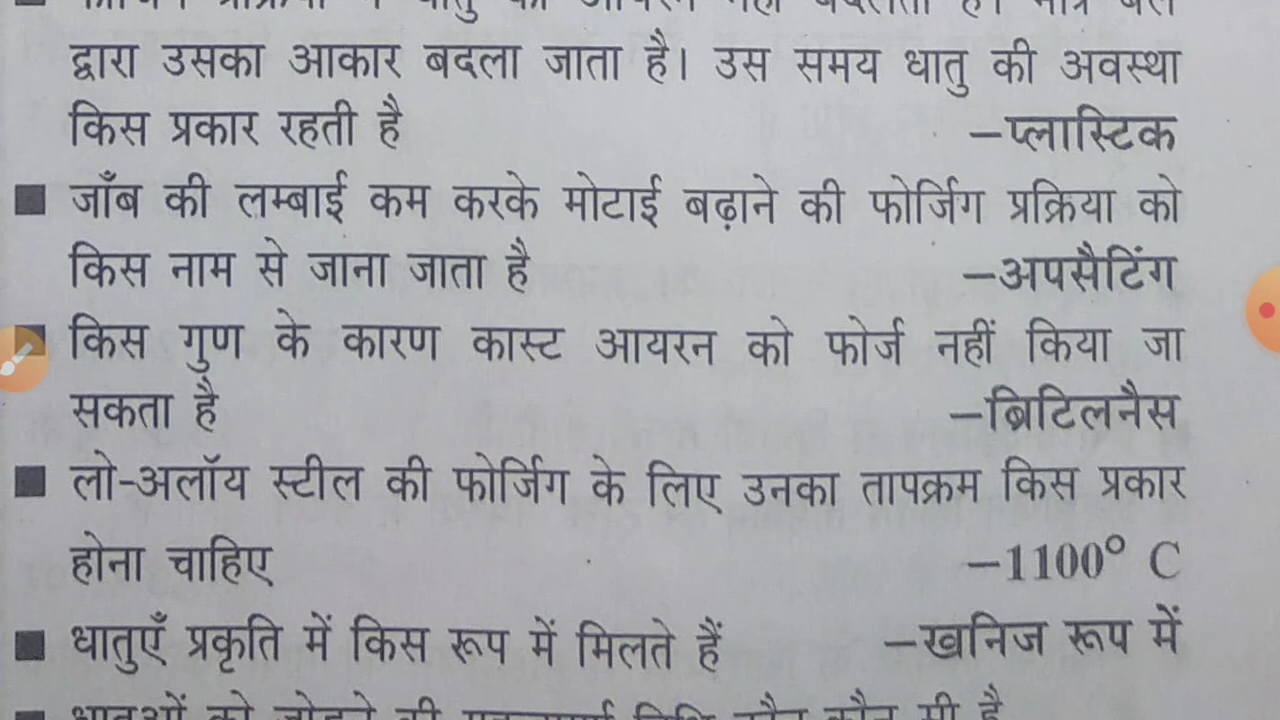 द्वारा उसका आकार बदला जाता है। उस समय धातु की अवस्था
किस प्रकार रहती है –प्लास्टिक
■ जाँब की लम्बाई कम करके मोटाई बढ़ाने की फोर्जिग प्रक्रिया को
किस नाम से जाना जाता है –अपसैटिंग
किस गुण के कारण कास्ट आयरन को फोर्ज नहीं किया जा
सकता है –ब्रिटिलनैस
■ लो-अलॉय स्टील की फोर्जिग के लिए उनका तापक्रम किस प्रकार
होना चाहिए –1100° C
■ धातुएँ प्रकृति में किस रूप में मिलते हैं –खनिज रूप में